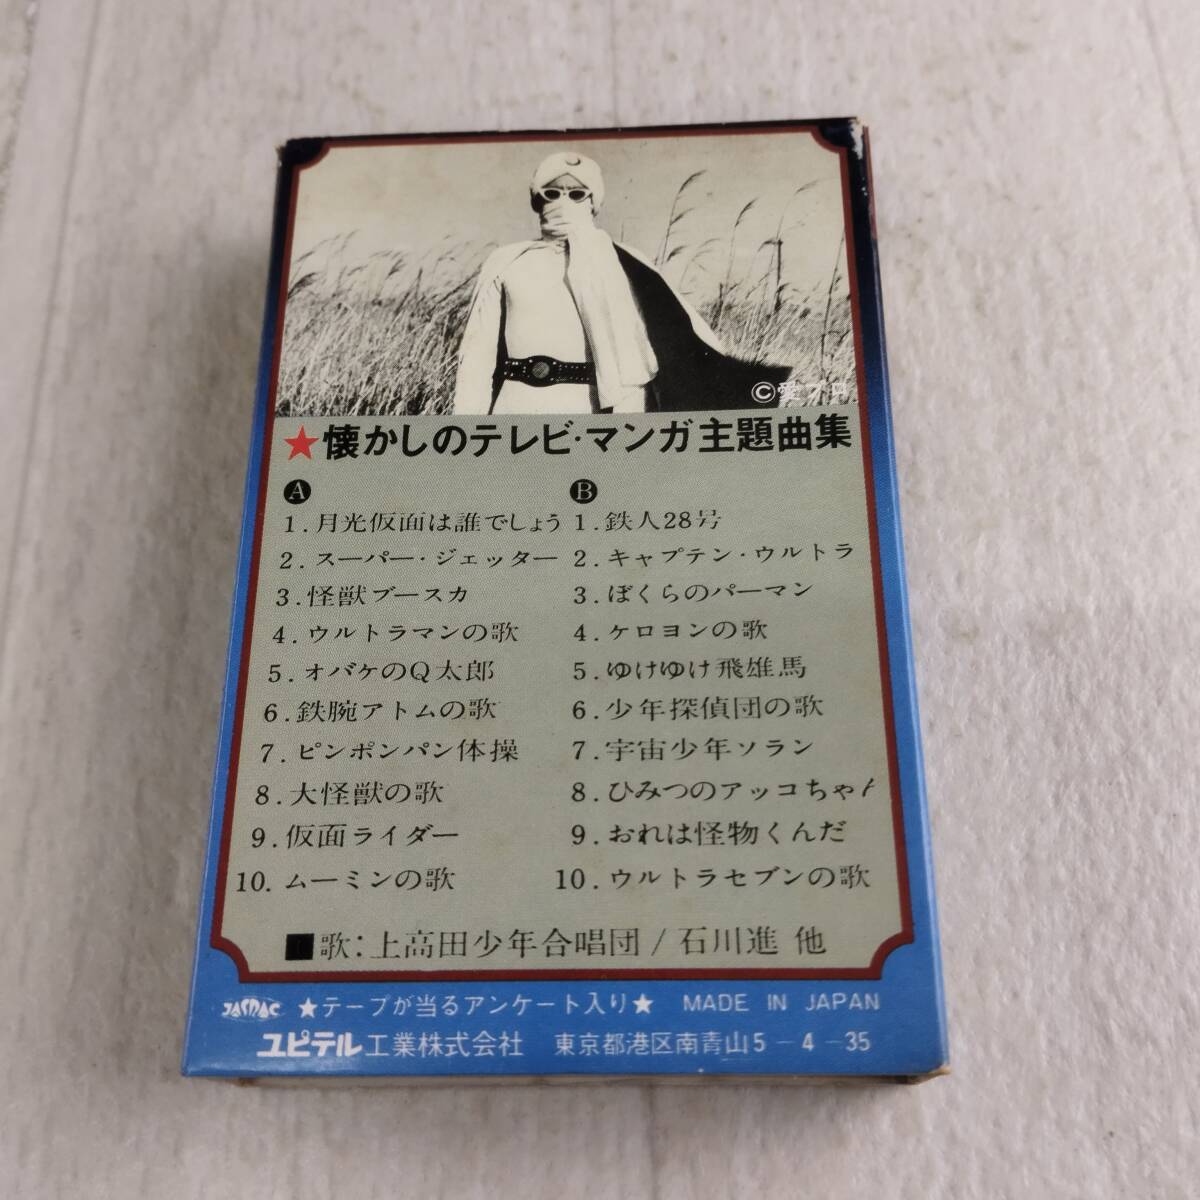 ©愛プロ
★懐かしのテレビ・マンガ主題曲集
A
1.月光仮面は誰でしょう
2.スーパー・ジェッター
3.怪獣ブースカ
4.ウルトラマンの歌
5.オバケのQ太郎
6.鉄腕アトムの歌
7.ピンポンパン体操
8.大怪獣の歌
9.仮面ライダー
10.ムーミンの歌
B
1.鉄人28号
2.キャプテン・ウルトラ
3.ぼくらのパーマン
4.ケロヨンの歌
5.ゆけゆけ飛雄馬
6.少年探偵団の歌
7.宇宙少年ソラン
8.ひみつのアッコちゃん
9.おれは怪物くんだ
10.ウルトラセブンの歌
■歌:上高田少年合唱団/石川進 他
JASRAC ★テープが当るアンケート入り★ MADE IN JAPAN
ユピテル工業株式会社 東京都港区南青山5-4-35